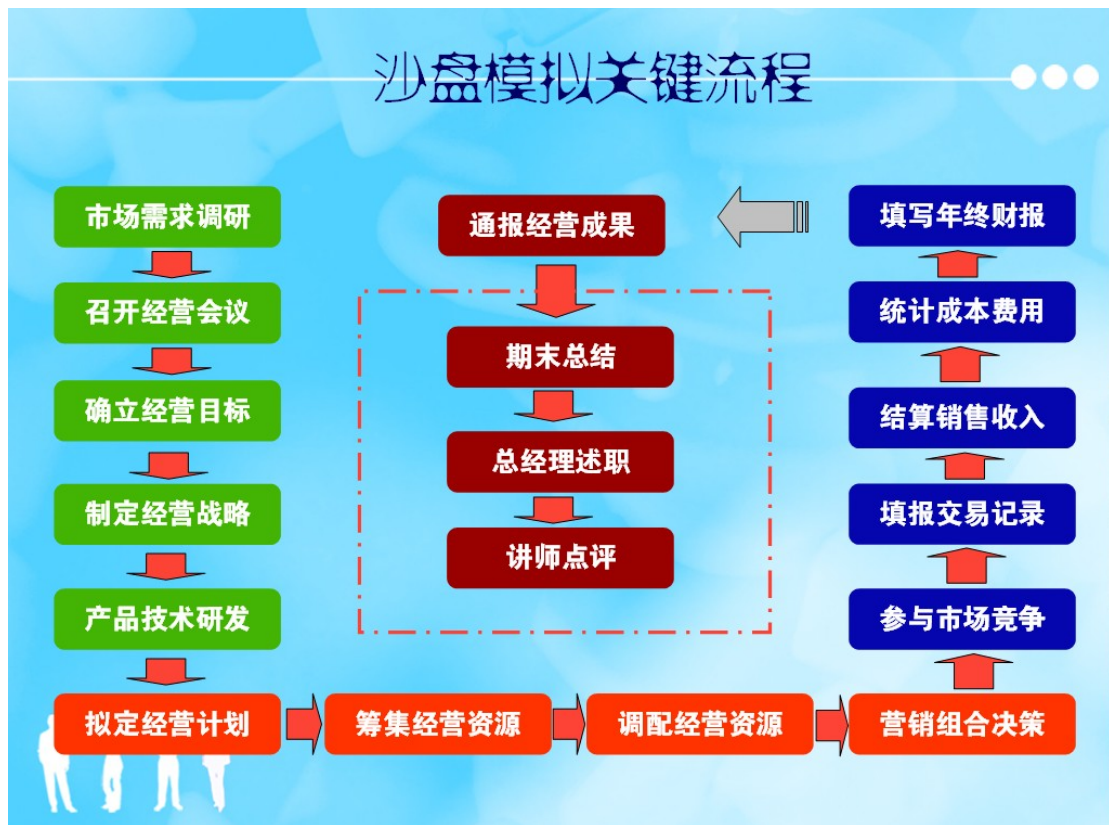 沙盘模拟关键流程
市场需求调研
召开经营会议
确立经营目标
制定经营战略
产品技术研发
拟定经营计划
筹集经营资源
调配经营资源
营销组合决策
参与市场竞争
填报交易记录
结算销售收入
统计成本费用
填写年终财报
通报经营成果
期末总结
总经理述职
讲师点评